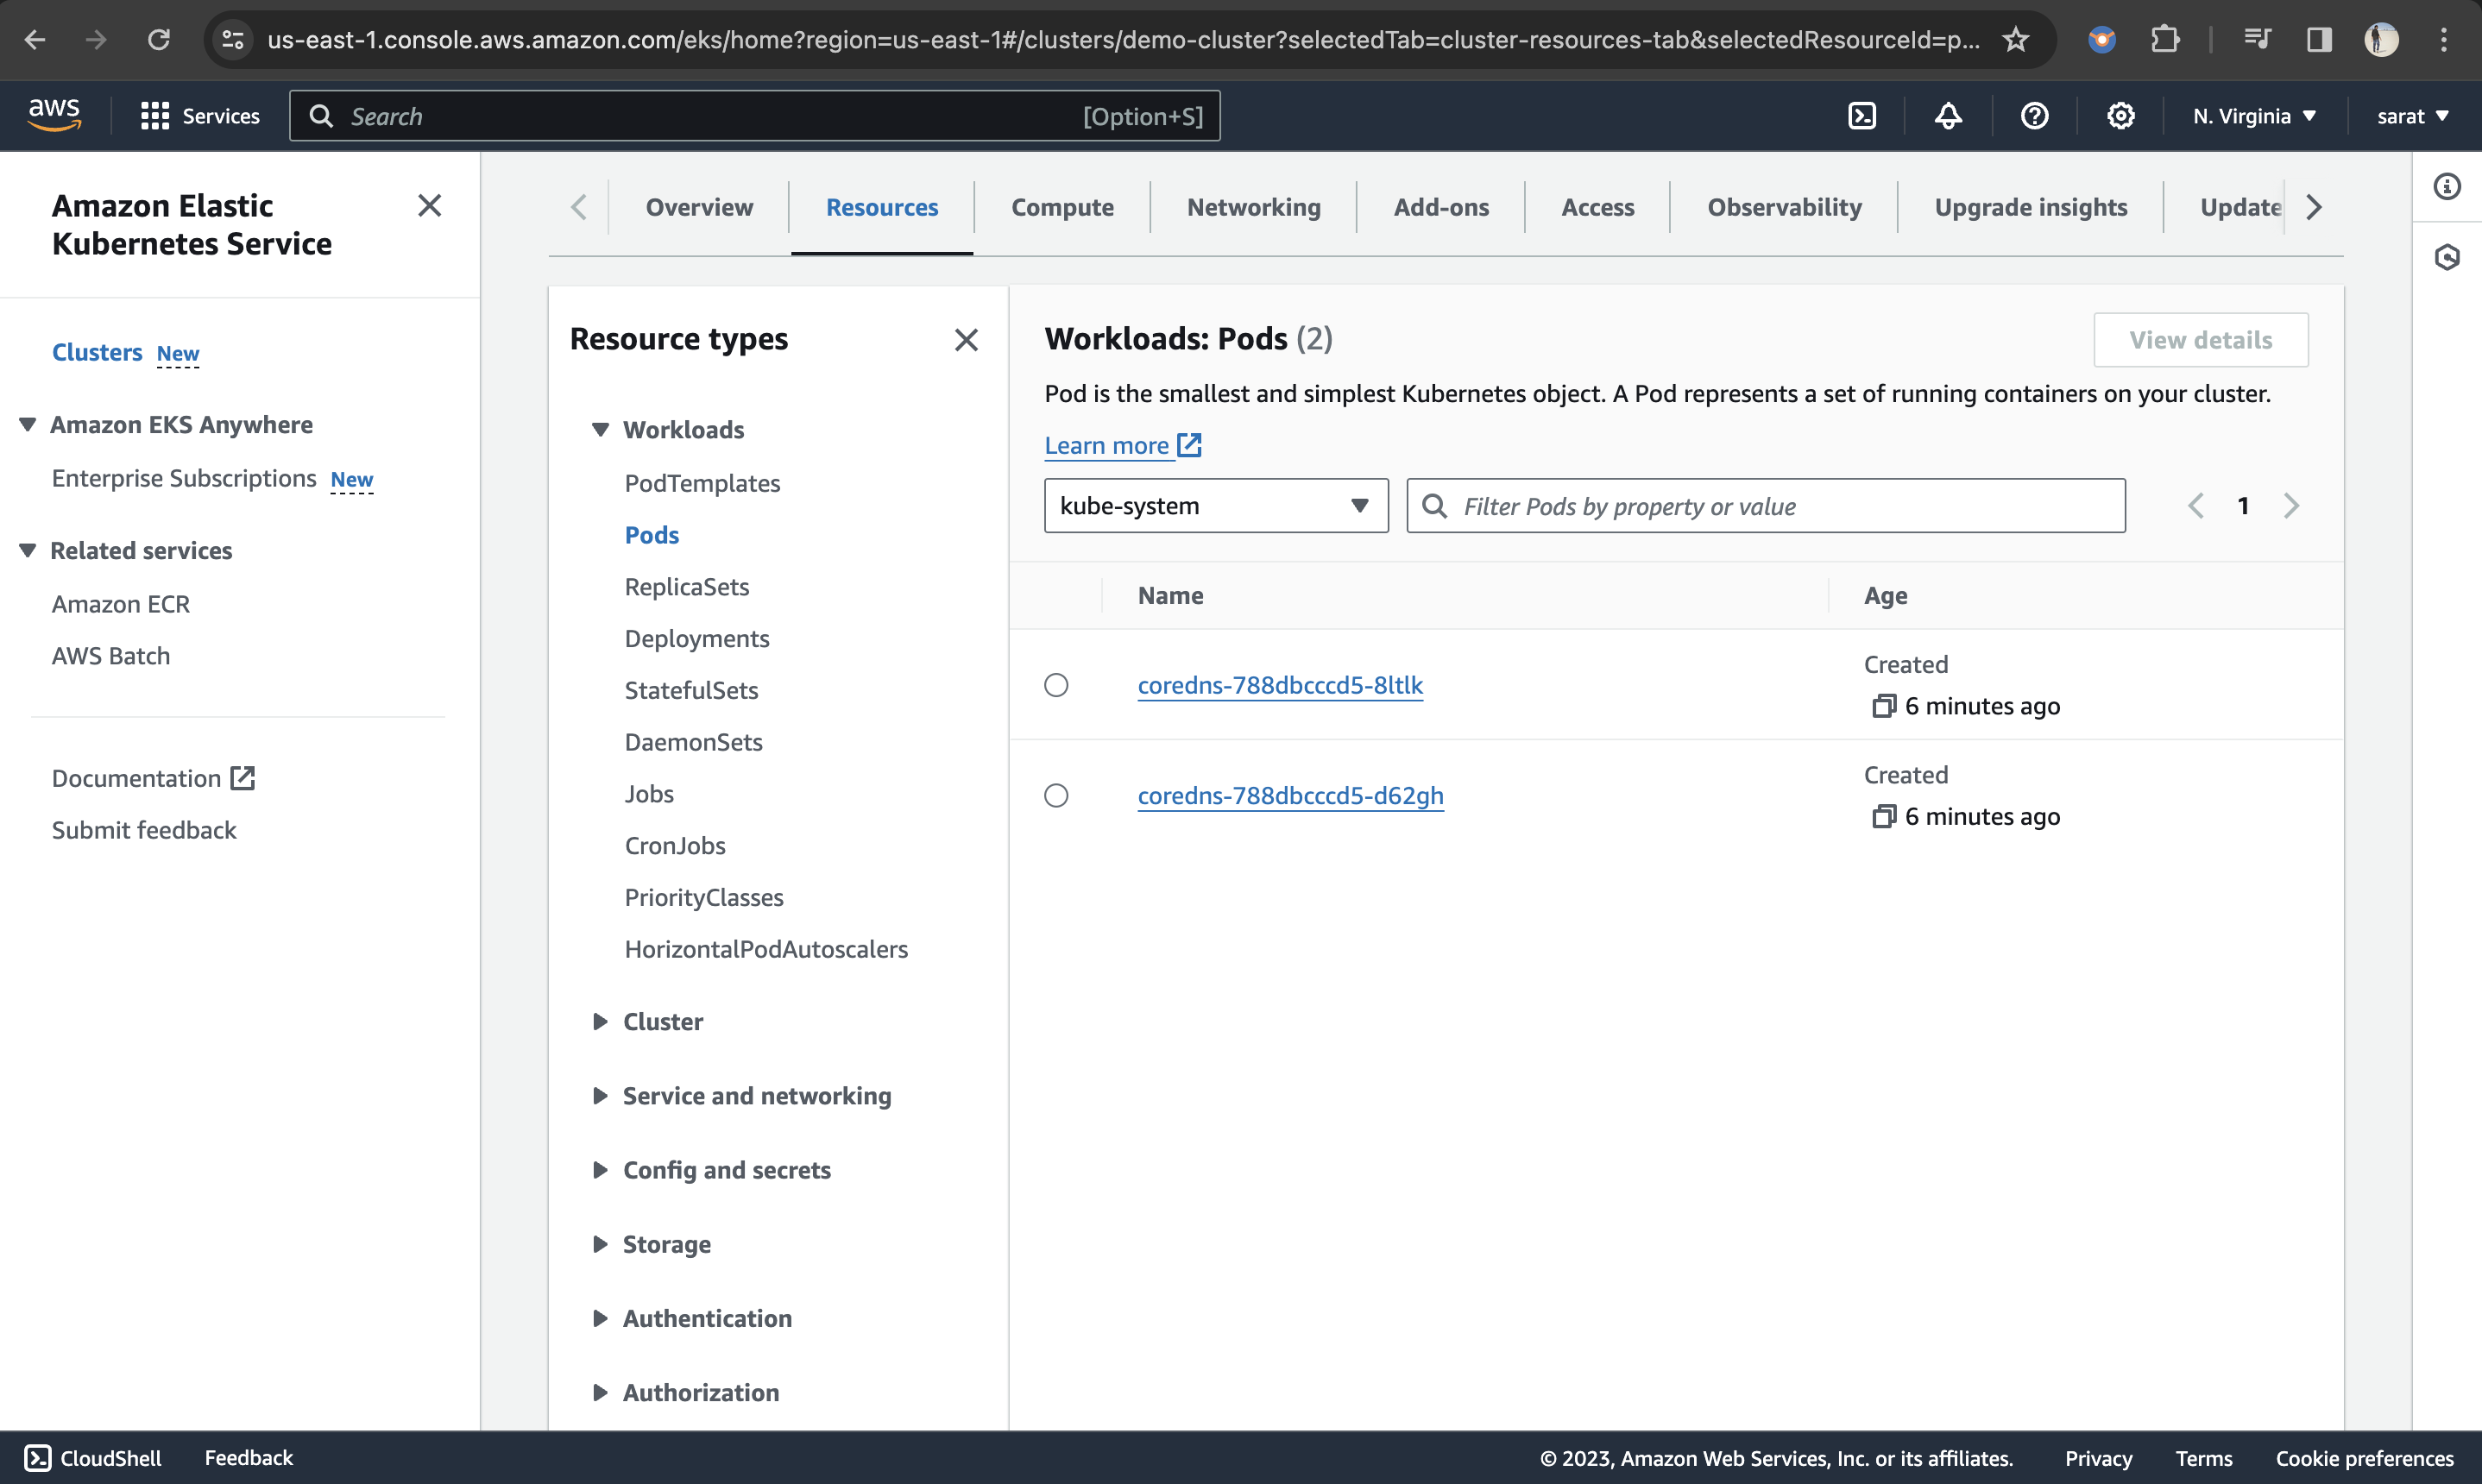 us-east-1.console.aws.amazon.com/eks/home?region=us-east-1#/clusters/demo-cluster?selectedTab=cluster-resources-tab&selectedResourceId=p...
aws
Services
Search
[Option+S]
N. Virginia
sarat
Amazon Elastic
Kubernetes Service
Clusters New
Amazon EKS Anywhere
Enterprise Subscriptions New
Related services
Amazon ECR
AWS Batch
Documentation
Submit feedback
Overview
Resources
Compute
Networking
Add-ons
Access
Observability
Upgrade insights
Update
Resource types
Workloads
PodTemplates
Pods
ReplicaSets
Deployments
StatefulSets
DaemonSets
Jobs
CronJobs
PriorityClasses
HorizontalPodAutoscalers
Cluster
Service and networking
Config and secrets
Storage
Authentication
Authorization
Workloads: Pods (2)
View details
Pod is the smallest and simplest Kubernetes object. A Pod represents a set of running containers on your cluster.
Learn more
kube-system
Filter Pods by property or value
1
Name
Age
coredns-788dbcccd5-8ltlk
Created
6 minutes ago
coredns-788dbcccd5-d62gh
Created
6 minutes ago
CloudShell
Feedback
© 2023, Amazon Web Services, Inc. or its affiliates.
Privacy
Terms
Cookie preferences